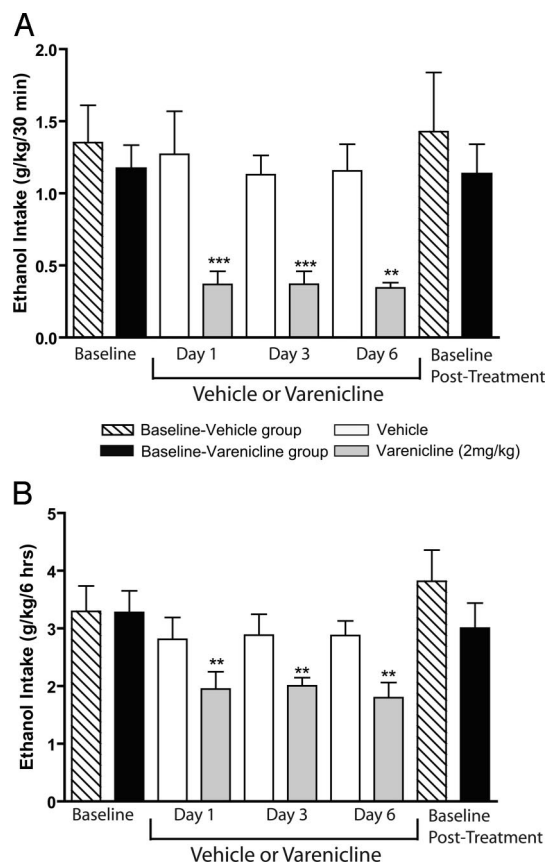 A
Ethanol Intake (g/kg/30 min)
2.0
1.5
1.0
0.5
0.0
*** *** **
Baseline Day 1 Day 3 Day 6 Baseline
Post-Treatment
Vehicle or Varenicline
Baseline-Vehicle group Vehicle
Baseline-Varenicline group Varenicline (2mg/kg)
B
Ethanol Intake (g/kg/6 hrs)
5
4
3
2
1
0
** ** **
Baseline Day 1 Day 3 Day 6 Baseline
Post-Treatment
Vehicle or Varenicline